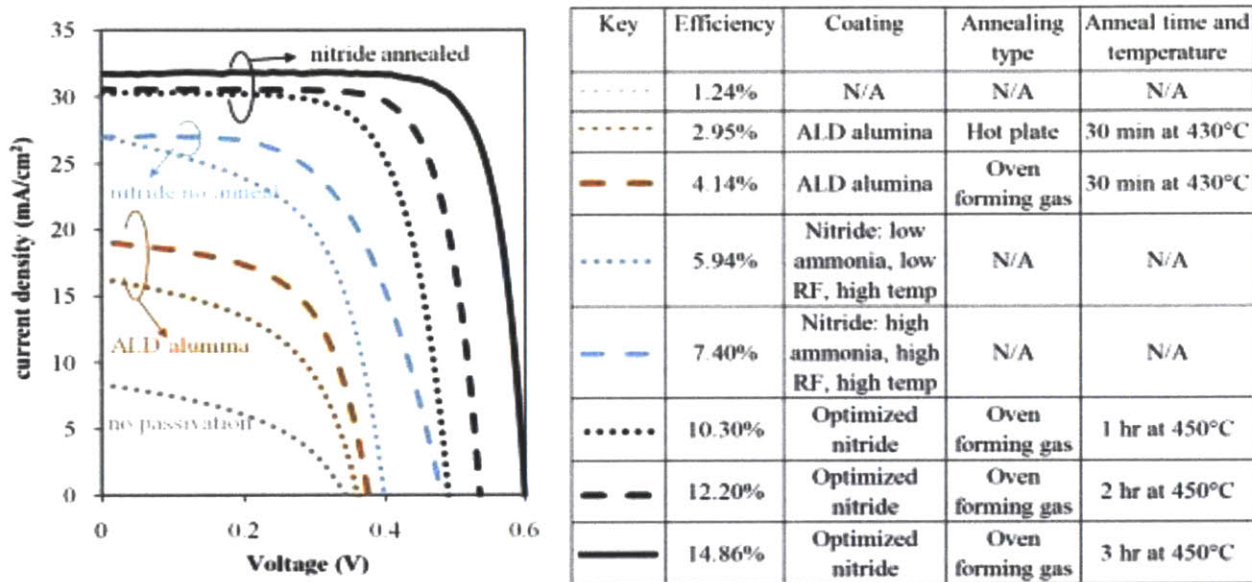 35
30
25
20
15
10
5
0
current density (mA/cm²)
nitride annealed
nitride no anneal
ALD alumina
no passivation
0
0.2
0.4
0.6
Voltage (V)
Key
Efficiency
Coating
Annealing
type
Anneal time and
temperature
1.24%
N/A
N/A
N/A
2.95%
ALD alumina
Hot plate
30 min at 430°C
4.14%
ALD alumina
Oven
forming gas
30 min at 430°C
5.94%
Nitride: low
ammonia, low
RF, high temp
N/A
N/A
7.40%
Nitride: high
ammonia, high
RF, high temp
N/A
N/A
10.30%
Optimized
nitride
Oven
forming gas
1 hr at 450°C
12.20%
Optimized
nitride
Oven
forming gas
2 hr at 450°C
14.86%
Optimized
nitride
Oven
forming gas
3 hr at 450°C